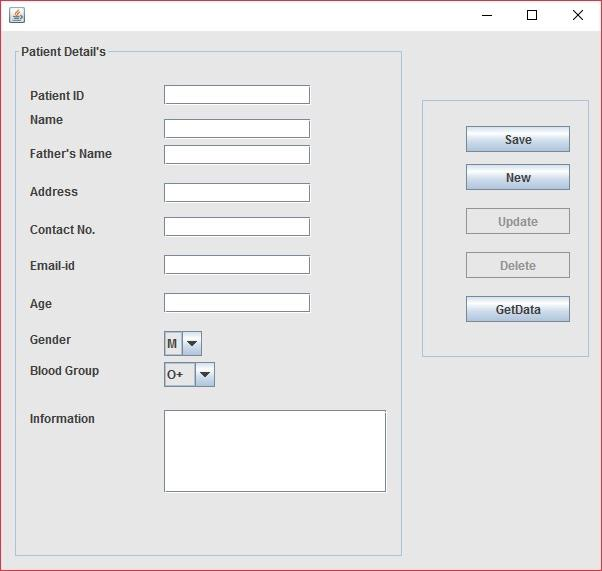 Patient Detail's
Patient ID
Name
Father's Name
Address
Contact No.
Email-id
Age
Gender
M
Blood Group
O+
Information
Save
New
Update
Delete
GetData